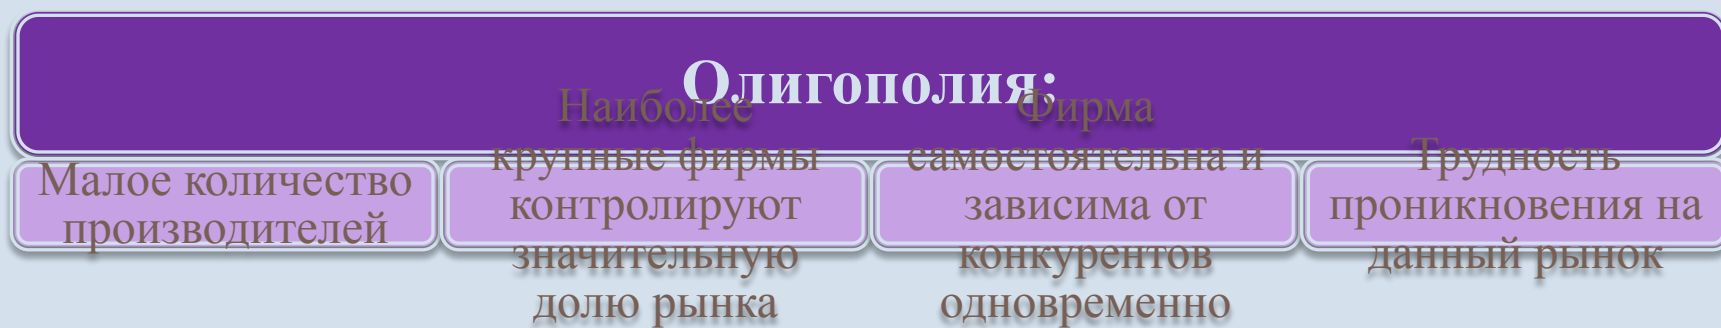 Олигополия:
Малое количество
производителей
Наиболее
крупные фирмы
контролируют
значительную
долю рынка
Фирма
самостоятельна и
зависима от
конкурентов
одновременно
Трудность
проникновения на
данный рынок